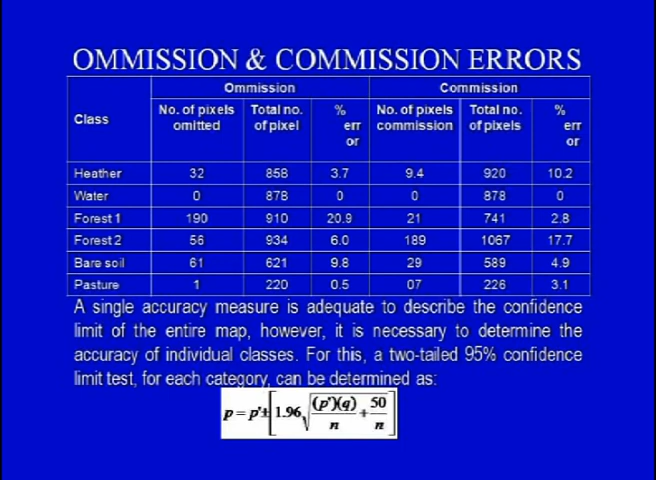 OMMISSION & COMMISSION ERRORS
Class | Ommission | Commission
No. of pixels omitted | Total no. of pixel | % err or | No. of pixels commission | Total no. of pixels | % err or
Heather | 32 | 858 | 3.7 | 9.4 | 920 | 10.2
Water | 0 | 878 | 0 | 0 | 878 | 0
Forest 1 | 190 | 910 | 20.9 | 21 | 741 | 2.8
Forest 2 | 56 | 934 | 6.0 | 189 | 1067 | 17.7
Bare soil | 61 | 621 | 9.8 | 29 | 589 | 4.9
Pasture | 1 | 220 | 0.5 | 07 | 226 | 3.1
A single accuracy measure is adequate to describe the confidence
limit of the entire map, however, it is necessary to determine the
accuracy of individual classes. For this, a two-tailed 95% confidence
limit test, for each category, can be determined as:
p = p'± [1.96 √((p')(q)/n) + 50/n]